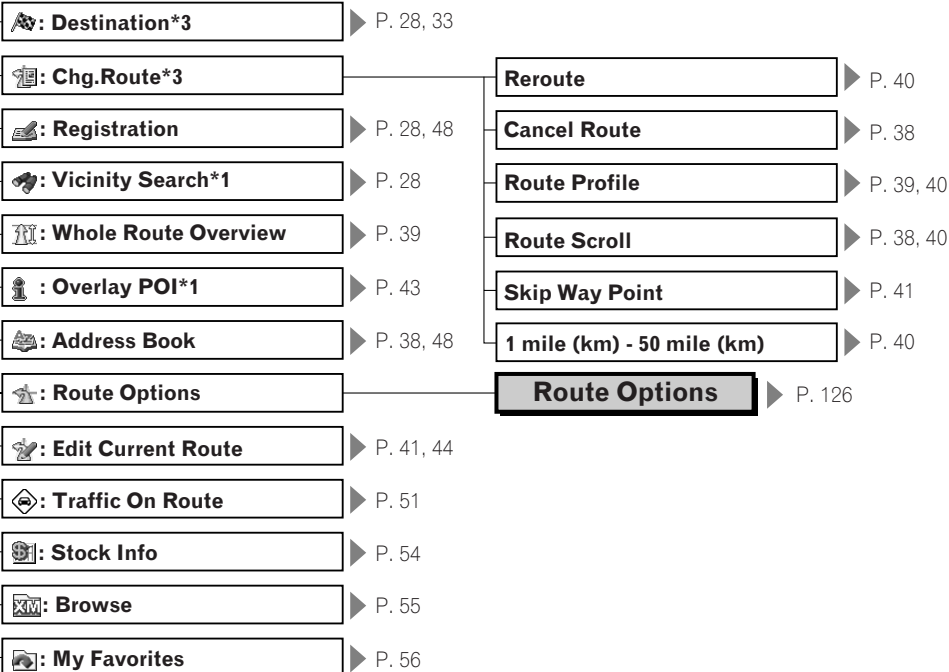 : Destination*3 P. 28, 33
: Chg.Route*3
Reroute P. 40
Cancel Route P. 38
Route Profile P. 39, 40
Route Scroll P. 38, 40
Skip Way Point P. 41
1 mile (km) - 50 mile (km) P. 40
: Registration P. 28, 48
: Vicinity Search*1 P. 28
: Whole Route Overview P. 39
: Overlay POI*1 P. 43
: Address Book P. 38, 48
: Route Options
Route Options P. 126
: Edit Current Route P. 41, 44
: Traffic On Route P. 51
: Stock Info P. 54
XM: Browse P. 55
: My Favorites P. 56